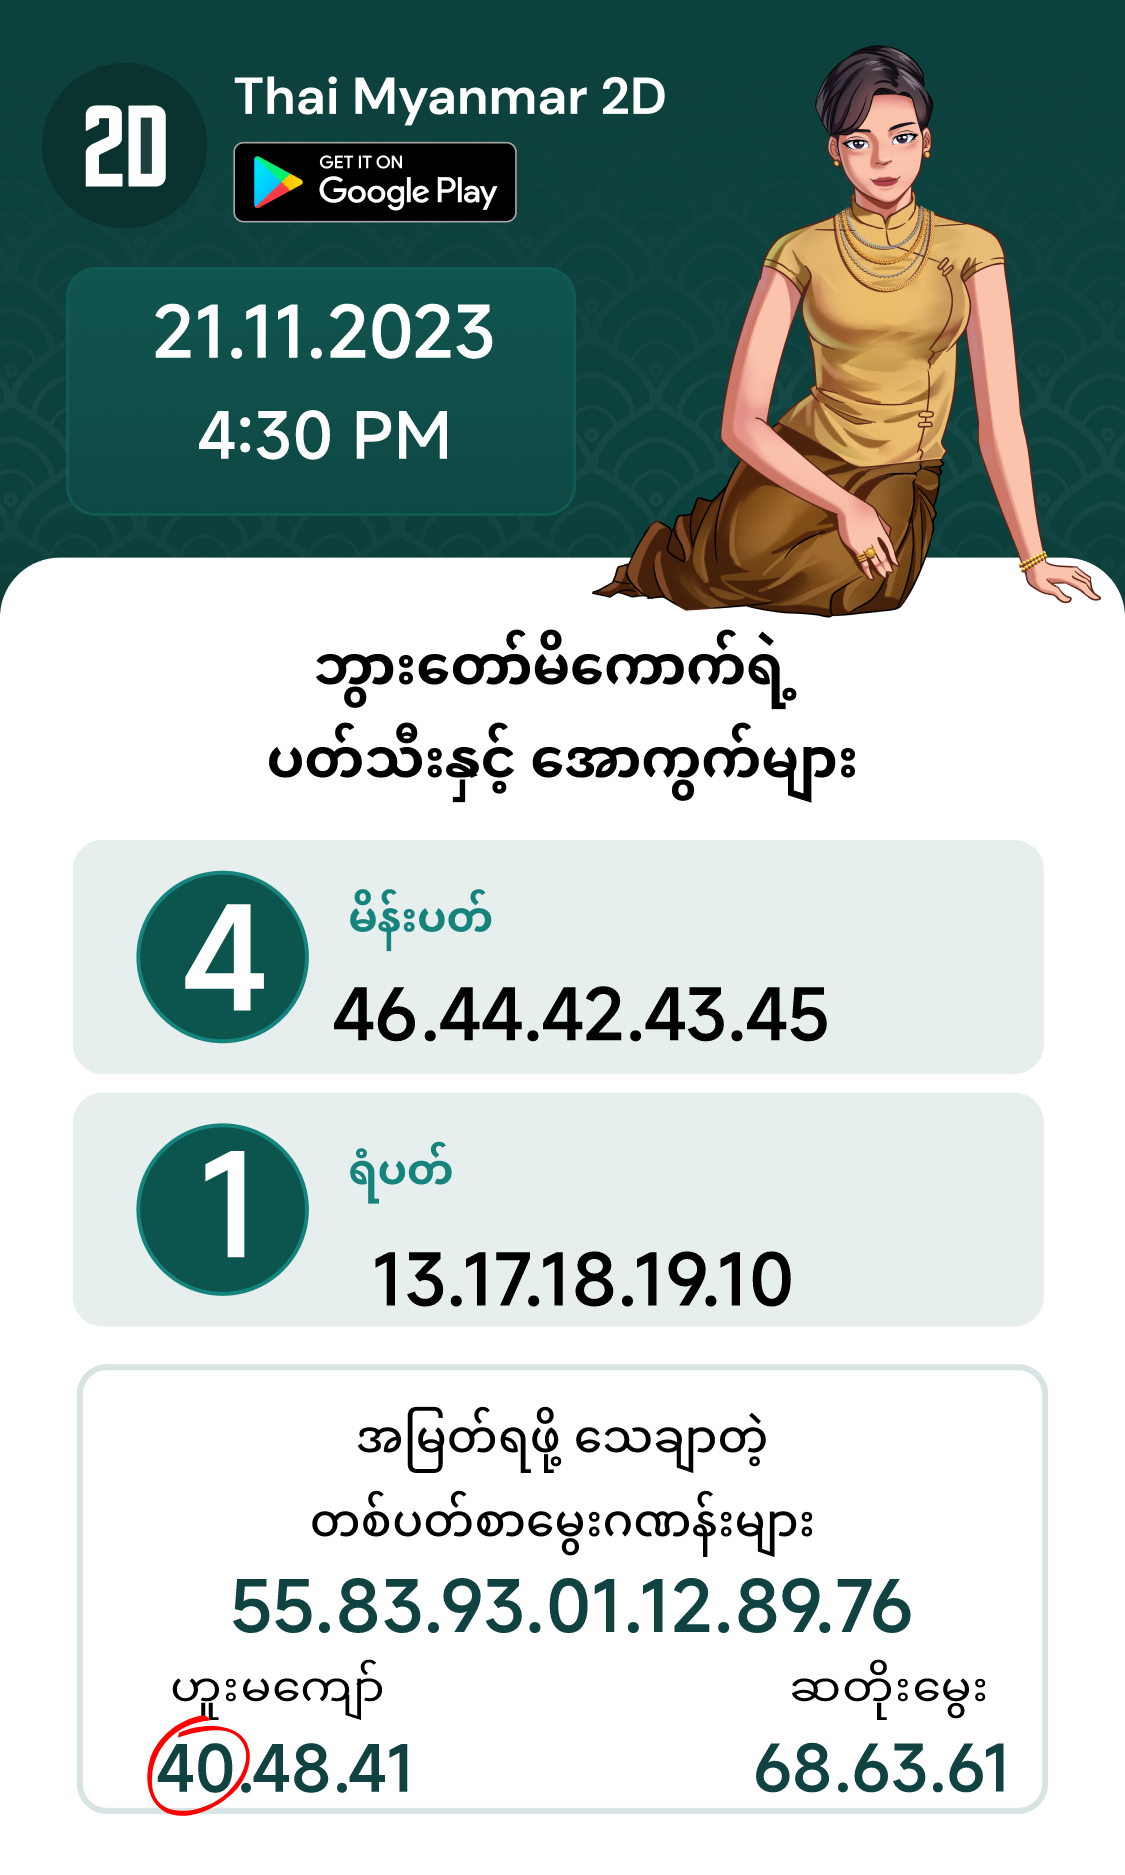 2D
Thai Myanmar 2D
GET IT ON
Google Play
21.11.2023
4:30 PM
ဘွားတော်မိကောက်ရဲ့
ပတ်သီးနှင့် အောကွက်များ
4
မိန်းပတ်
46.44.42.43.45
1
ရံပတ်
13.17.18.19.10
အမြတ်ရဖို့ သေချာတဲ့
တစ်ပတ်စာမွေးဂဏန်းများ
55.83.93.01.12.89.76
ဟူးမကျော်
ဆတိုးမွေး
40.48.41
68.63.61